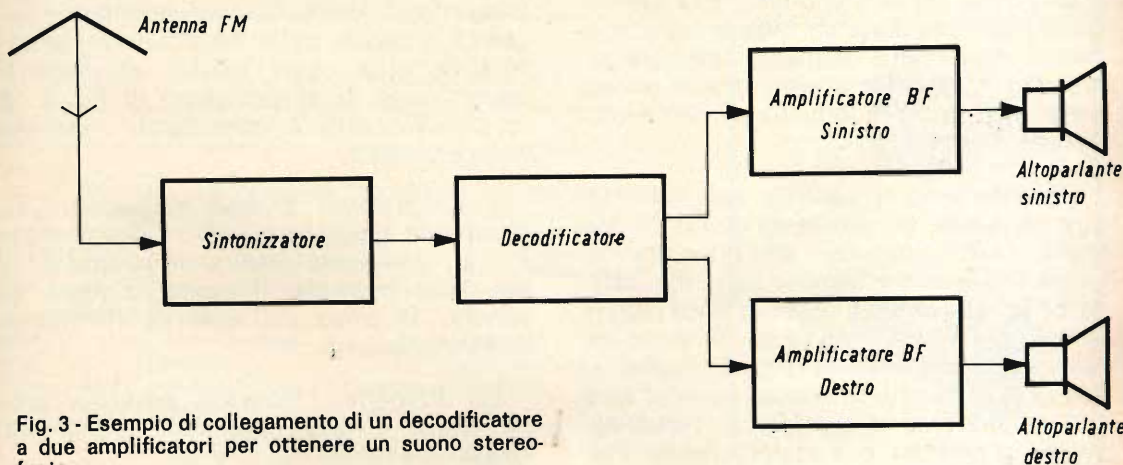 Antenna FM
Sintonizzatore
Decodificatore
Amplificatore BF
Sinistro
Altoparlante
sinistro
Amplificatore BF
Destro
Altoparlante
destro
Fig. 3 - Esempio di collegamento di un decodificatore
a due amplificatori per ottenere un suono stereo-